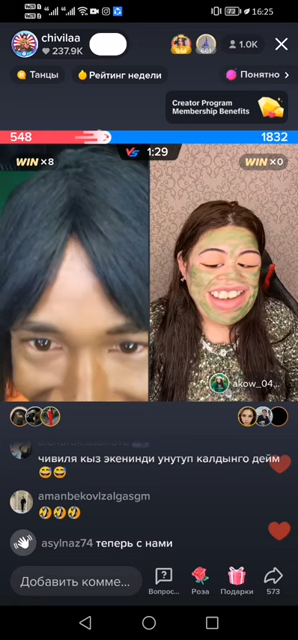 16:25
chivilaa
237.9K
1.0K
Танцы
Рейтинг недели
Понятно
Creator Program
Membership Benefits
548
1832
WIN ×8
VS 1:29
WIN ×0
akow_04...
чивиля кыз экенинди унутуп калдынго дейм
amanbekovlzalgasgm
asylnaz74 теперь с нами
Добавить комме...
Вопрос...
Роза
Подарки
573